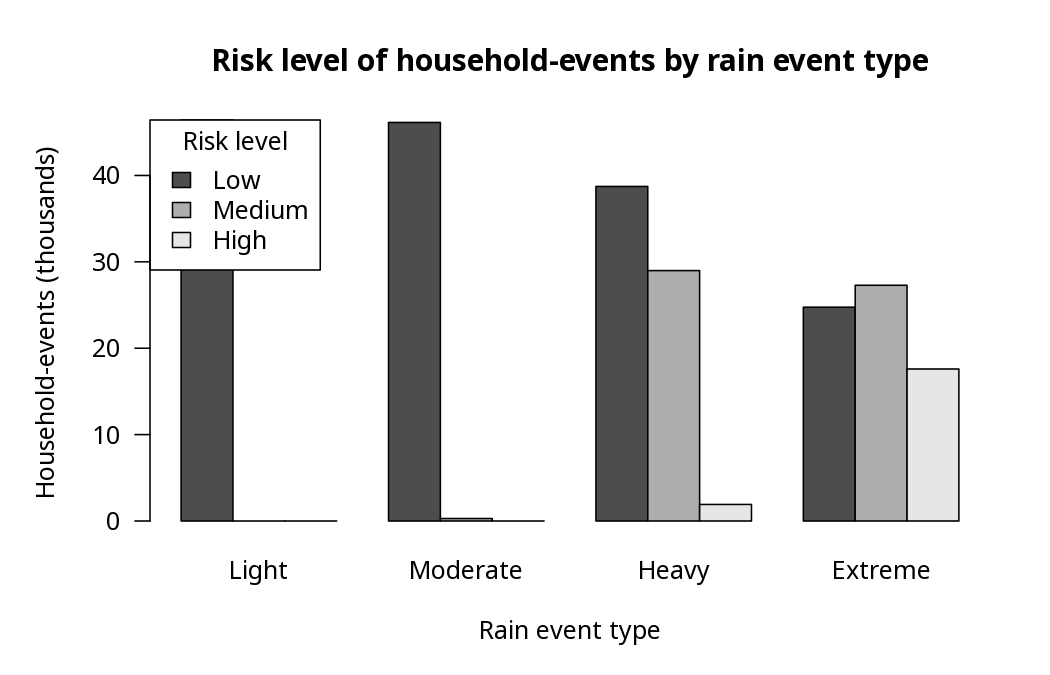 Risk level of household-events by rain event type
Household-events (thousands)
40
30
20
10
0
Risk level
Low
Medium
High
Light Moderate Heavy Extreme
Rain event type